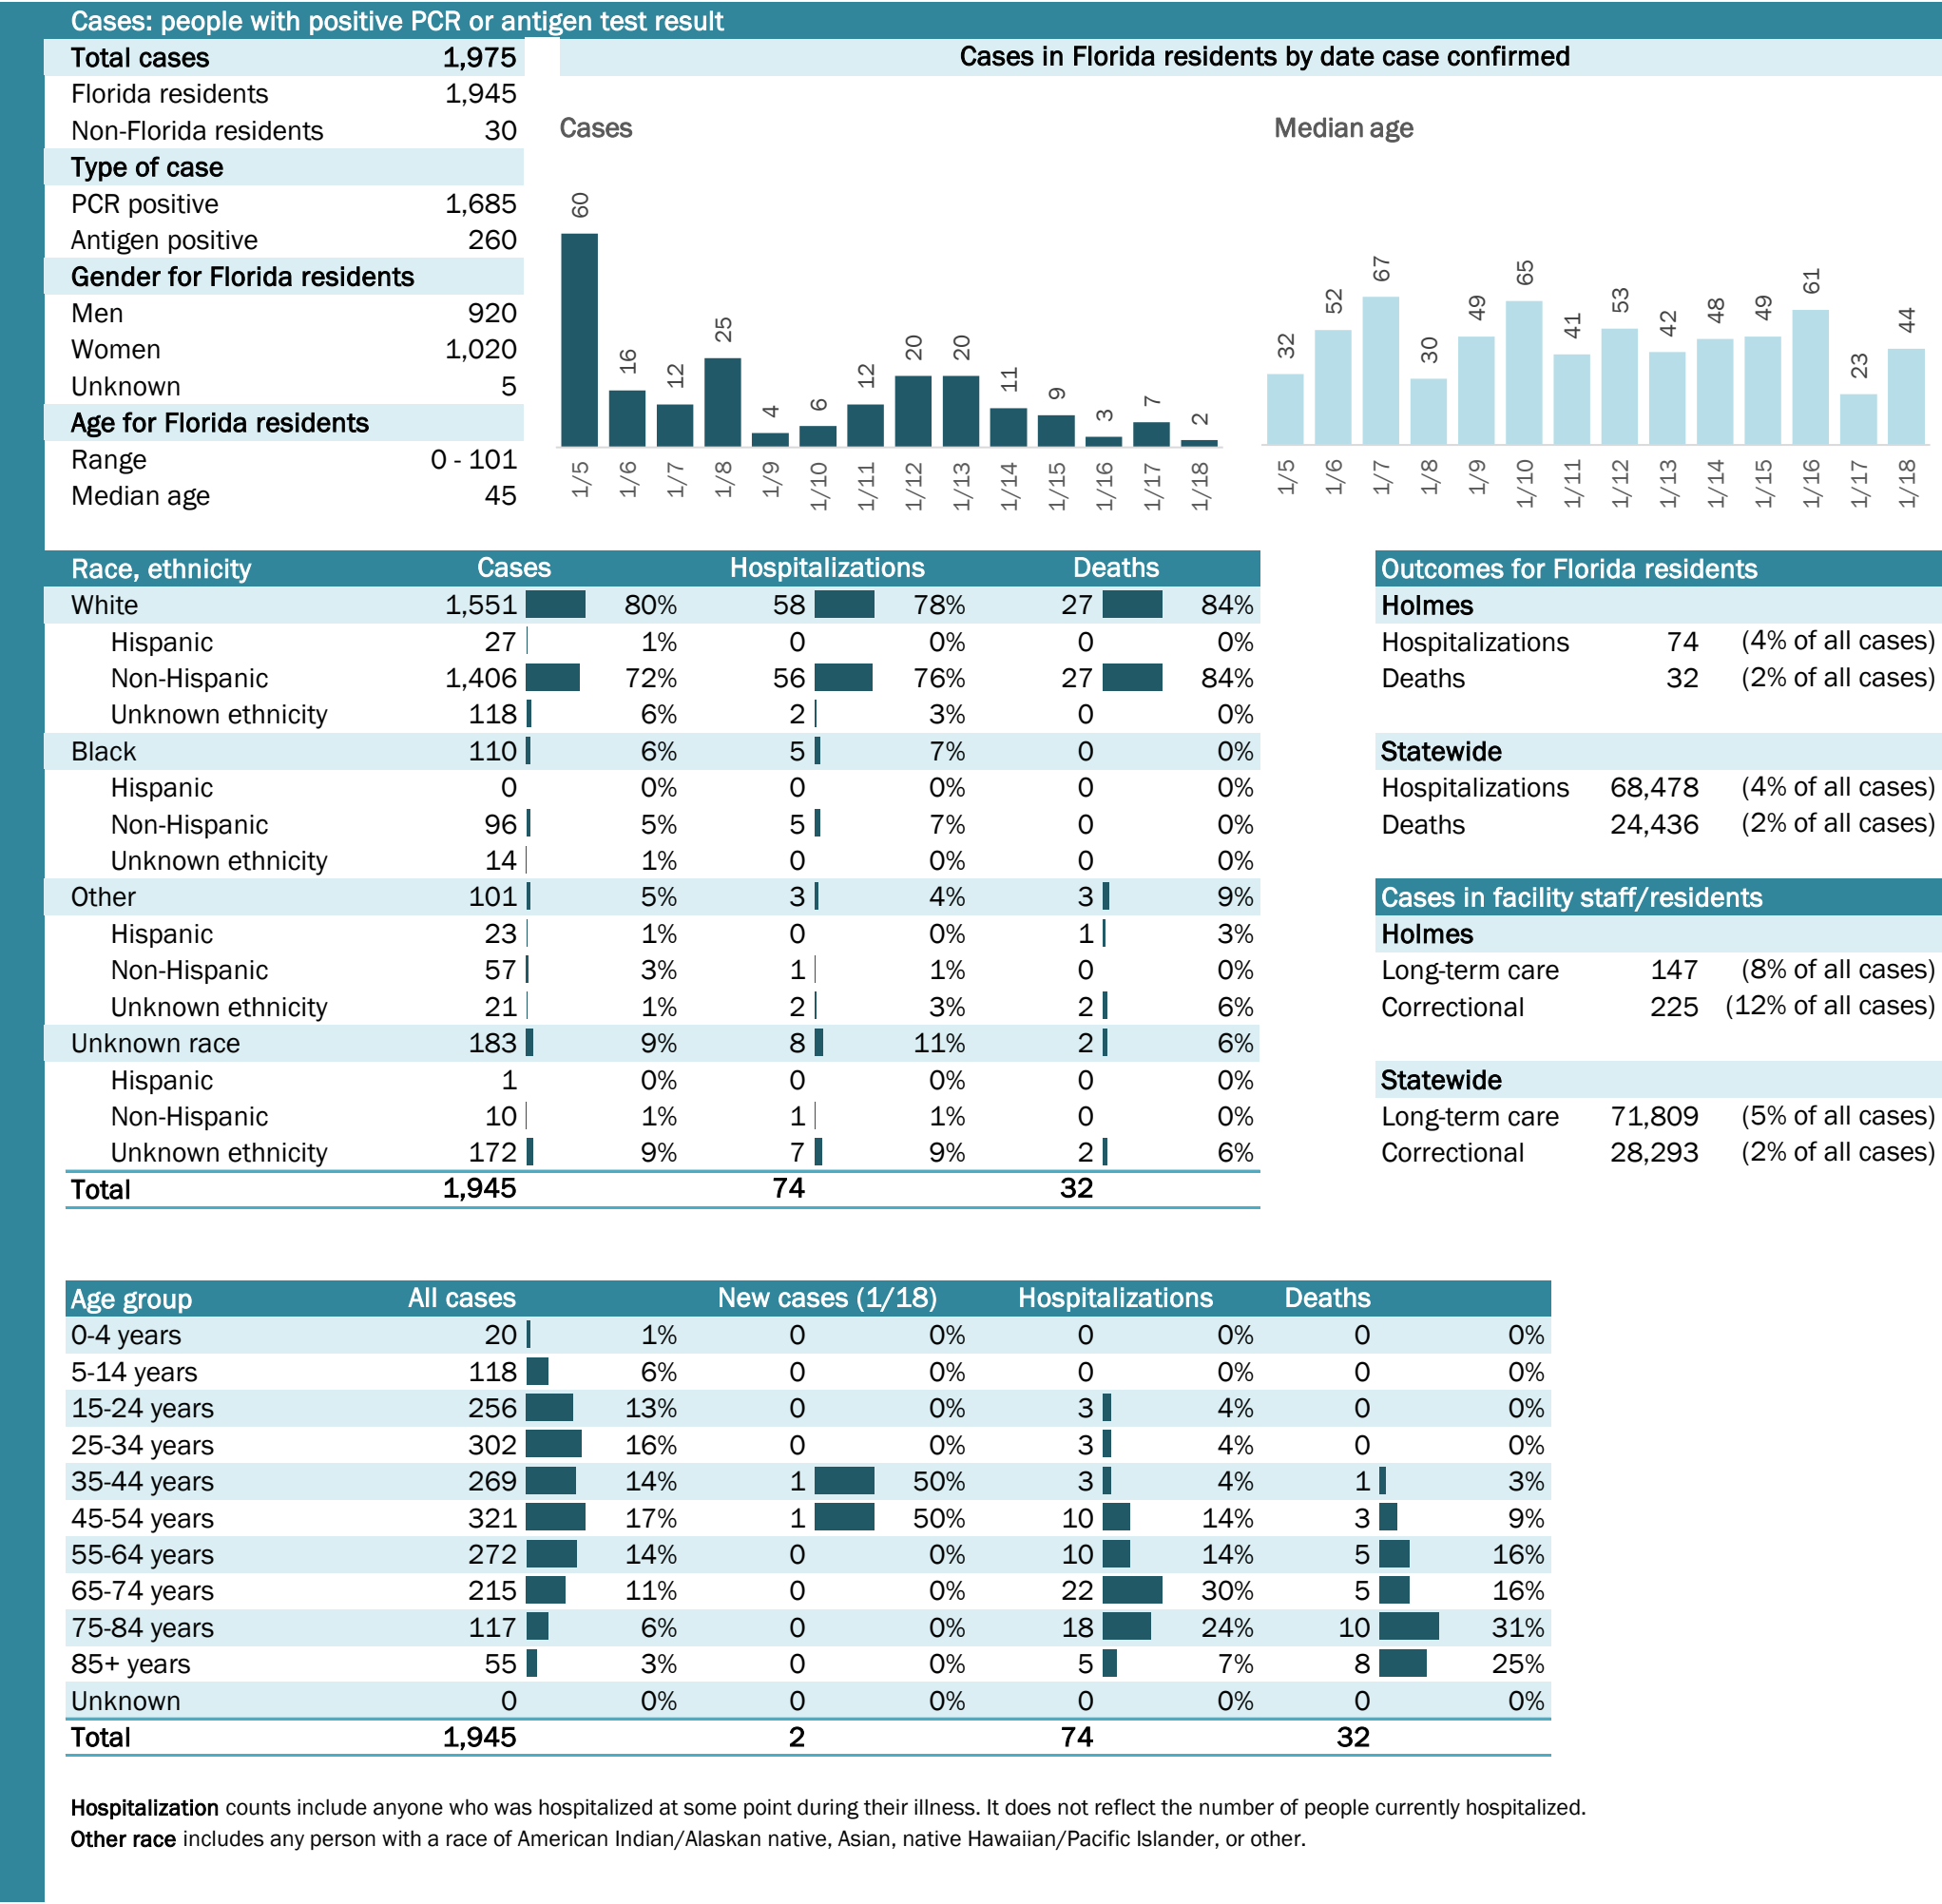 Cases: people with positive PCR or antigen test result
Total cases 1,975
Florida residents 1,945
Non-Florida residents 30
Type of case
PCR positive 1,685
Antigen positive 260
Gender for Florida residents
Men 920
Women 1,020
Unknown 5
Age for Florida residents
Range 0 - 101
Median age 45
Cases in Florida residents by date case confirmed
Cases
60 16 12 25 4 6 12 20 20 11 9 3 7 2
1/5 1/6 1/7 1/8 1/9 1/10 1/11 1/12 1/13 1/14 1/15 1/16 1/17 1/18
Median age
32 52 67 30 49 65 41 53 42 48 49 61 23 44
1/5 1/6 1/7 1/8 1/9 1/10 1/11 1/12 1/13 1/14 1/15 1/16 1/17 1/18
Race, ethnicity Cases Hospitalizations Deaths
White 1,551 80% 58 78% 27 84%
Hispanic 27 1% 0 0% 0 0%
Non-Hispanic 1,406 72% 56 76% 27 84%
Unknown ethnicity 118 6% 2 3% 0 0%
Black 110 6% 5 7% 0 0%
Hispanic 0 0% 0 0% 0 0%
Non-Hispanic 96 5% 5 7% 0 0%
Unknown ethnicity 14 1% 0 0% 0 0%
Other 101 5% 3 4% 3 9%
Hispanic 23 1% 0 0% 1 3%
Non-Hispanic 57 3% 1 1% 0 0%
Unknown ethnicity 21 1% 2 3% 2 6%
Unknown race 183 9% 8 11% 2 6%
Hispanic 1 0% 0 0% 0 0%
Non-Hispanic 10 1% 1 1% 0 0%
Unknown ethnicity 172 9% 7 9% 2 6%
Total 1,945 74 32
Outcomes for Florida residents
Holmes
Hospitalizations 74 (4% of all cases)
Deaths 32 (2% of all cases)
Statewide
Hospitalizations 68,478 (4% of all cases)
Deaths 24,436 (2% of all cases)
Cases in facility staff/residents
Holmes
Long-term care 147 (8% of all cases)
Correctional 225 (12% of all cases)
Statewide
Long-term care 71,809 (5% of all cases)
Correctional 28,293 (2% of all cases)
Age group All cases New cases (1/18) Hospitalizations Deaths
0-4 years 20 1% 0 0% 0 0% 0 0%
5-14 years 118 6% 0 0% 0 0% 0 0%
15-24 years 256 13% 0 0% 3 4% 0 0%
25-34 years 302 16% 0 0% 3 4% 0 0%
35-44 years 269 14% 1 50% 3 4% 1 3%
45-54 years 321 17% 1 50% 10 14% 3 9%
55-64 years 272 14% 0 0% 10 14% 5 16%
65-74 years 215 11% 0 0% 22 30% 5 16%
75-84 years 117 6% 0 0% 18 24% 10 31%
85+ years 55 3% 0 0% 5 7% 8 25%
Unknown 0 0% 0 0% 0 0% 0 0%
Total 1,945 2 74 32
Hospitalization counts include anyone who was hospitalized at some point during their illness. It does not reflect the number of people currently hospitalized.
Other race includes any person with a race of American Indian/Alaskan native, Asian, native Hawaiian/Pacific Islander, or other.